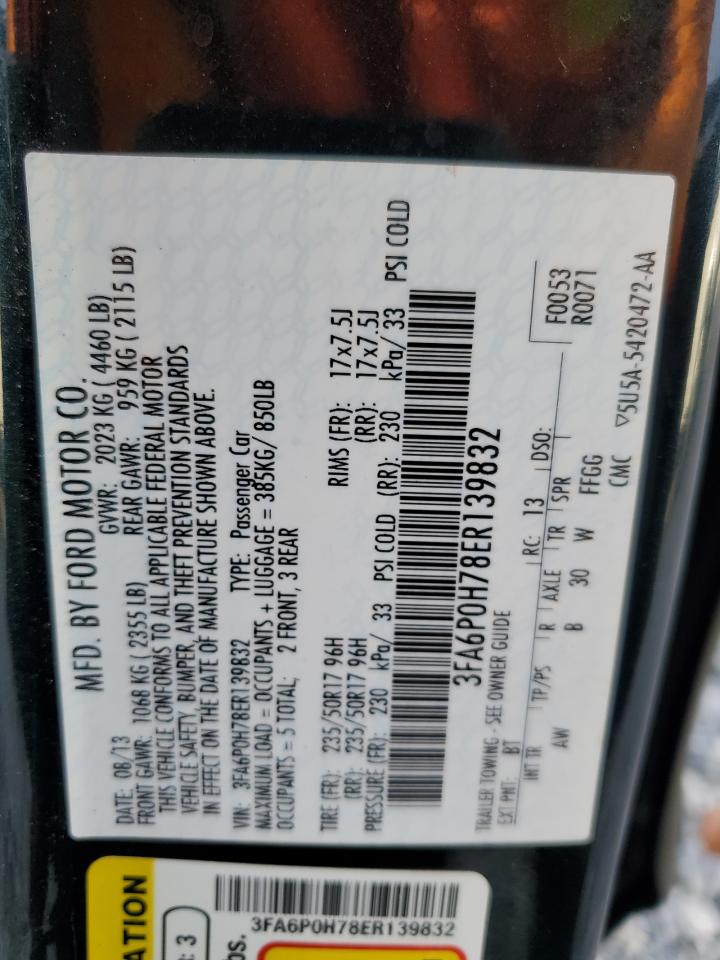 MFD. BY FORD MOTOR CO.
DATE: 08/13 GVWR: 2023 KG ( 4460 LB)
FRONT GAWR: 1068 KG ( 2355 LB) REAR GAWR: 959 KG ( 2115 LB)
THIS VEHICLE CONFORMS TO ALL APPLICABLE FEDERAL MOTOR
VEHICLE SAFETY, BUMPER, AND THEFT PREVENTION STANDARDS
IN EFFECT ON THE DATE OF MANUFACTURE SHOWN ABOVE.
VIN: 3FA6P0H78ER139832 TYPE: Passenger Car
MAXIMUM LOAD = OCCUPANTS + LUGGAGE = 385KG/ 850LB
OCCUPANTS = 5 TOTAL; 2 FRONT, 3 REAR
TIRE (FR): 235/50R17 96H RIMS (FR): 17x7.5J
(RR): 235/50R17 96H (RR): 17x7.5J
PRESSURE (FR): 230 kPa/ 33 PSI COLD (RR): 230 kPa/ 33 PSI COLD
3FA6P0H78ER139832
TRAILER TOWING - SEE OWNER GUIDE
EXT PNT: BT RC: 13 DSO: F0053
R0071
INT TR TP/PS R AXLE TR SPR
AW B 30 W FFGG
CMC ▽5U5A-5420472-AA
ATION
: 3
bs.
3FA6P0H78ER139832